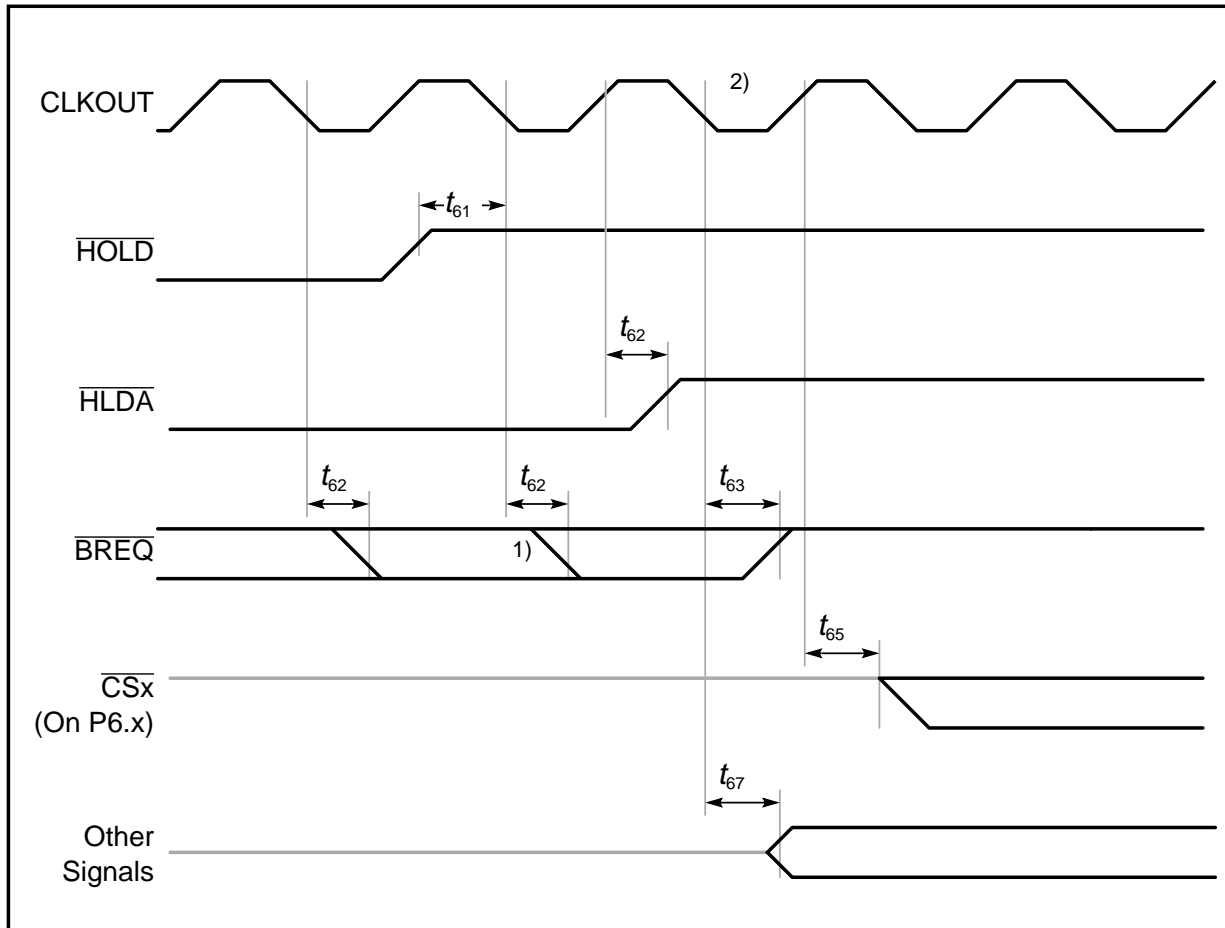 CLKOUT
2)
t61
HOLD
t62
HLDA
t62
t62
t63
BREQ
1)
t65
CSx
(On P6.x)
t67
Other
Signals